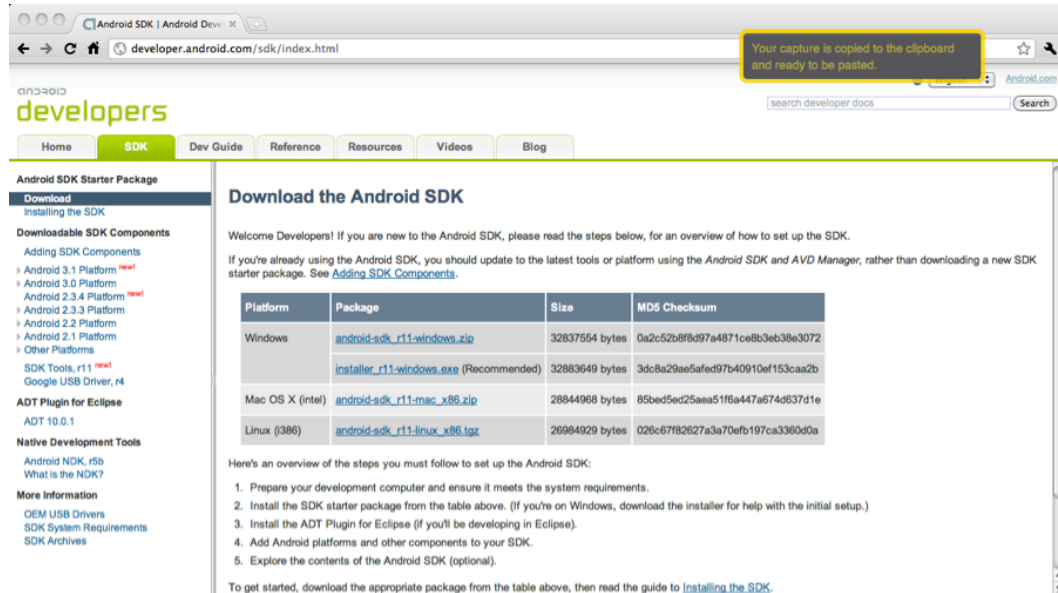 Android SDK | Android Deve
developer.android.com/sdk/index.html
Your capture is copied to the clipboard
and ready to be pasted.
English
Android.com
android
developers
search developer docs
Search
Home SDK Dev Guide Reference Resources Videos Blog
Android SDK Starter Package
Download
Installing the SDK
Downloadable SDK Components
Adding SDK Components
Android 3.1 Platform new!
Android 3.0 Platform
Android 2.3.4 Platform new!
Android 2.3.3 Platform
Android 2.2 Platform
Android 2.1 Platform
Other Platforms
SDK Tools, r11 new!
Google USB Driver, r4
ADT Plugin for Eclipse
ADT 10.0.1
Native Development Tools
Android NDK, r5b
What is the NDK?
More Information
OEM USB Drivers
SDK System Requirements
SDK Archives
Download the Android SDK
Welcome Developers! If you are new to the Android SDK, please read the steps below, for an overview of how to set up the SDK.
If you're already using the Android SDK, you should update to the latest tools or platform using the Android SDK and AVD Manager, rather than downloading a new SDK
starter package. See Adding SDK Components.
Platform Package Size MD5 Checksum
Windows android-sdk_r11-windows.zip 32837554 bytes 0a2c52b8f8d97a4871ce8b3eb38e3072
installer_r11-windows.exe (Recommended) 32883649 bytes 3dc8a29ae5afed97b40910ef153caa2b
Mac OS X (intel) android-sdk_r11-mac_x86.zip 28844968 bytes 85bed5ed25aea51f6a447a674d637d1e
Linux (i386) android-sdk_r11-linux_x86.tgz 26984929 bytes 026c67f82627a3a70efb197ca3360d0a
Here's an overview of the steps you must follow to set up the Android SDK:
1. Prepare your development computer and ensure it meets the system requirements.
2. Install the SDK starter package from the table above. (If you're on Windows, download the installer for help with the initial setup.)
3. Install the ADT Plugin for Eclipse (if you'll be developing in Eclipse).
4. Add Android platforms and other components to your SDK.
5. Explore the contents of the Android SDK (optional).
To get started, download the appropriate package from the table above, then read the guide to Installing the SDK.